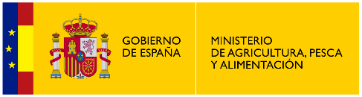 GOBIERNO
DE ESPAÑA
MINISTERIO
DE AGRICULTURA, PESCA
Y ALIMENTACIÓN